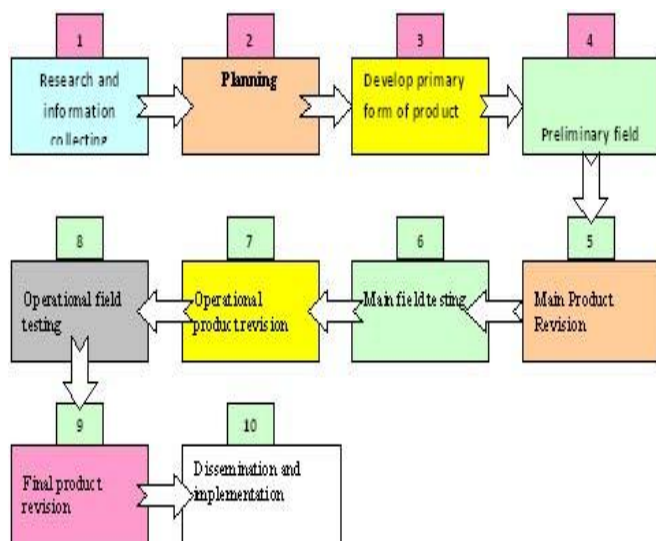 1
Research and
information
collecting
2
Planning
3
Develop primary
form of product
4
Preliminary field
5
Main Product
Revision
6
Main field testing
7
Operational
product revision
8
Operational field
testing
9
Final product
revision
10
Dissemination and
implementation